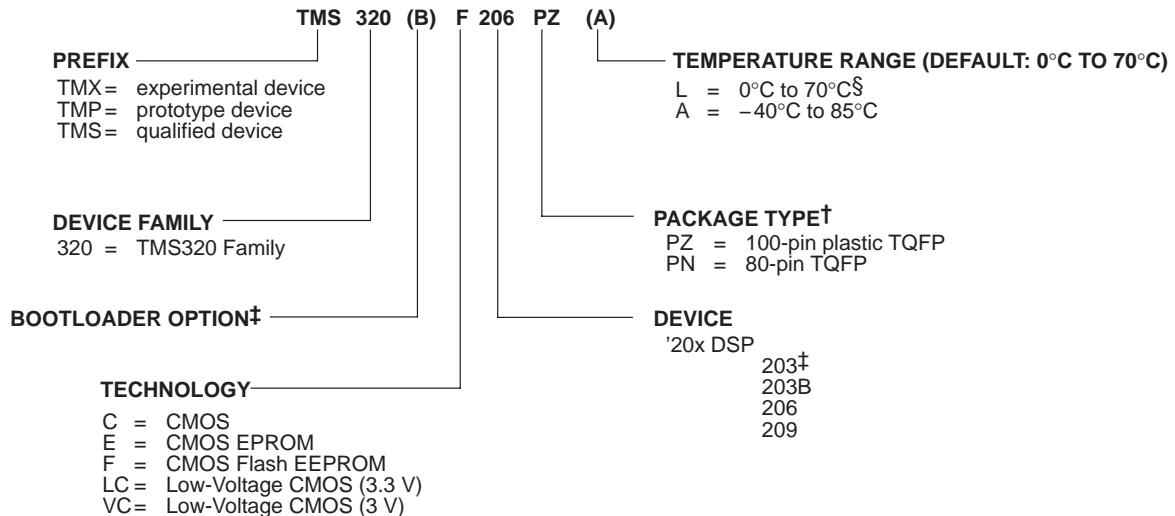 TMS 320 (B) F 206 PZ (A)
PREFIX
TMX = experimental device
TMP = prototype device
TMS = qualified device
TEMPERATURE RANGE (DEFAULT: 0°C TO 70°C)
L = 0°C to 70°C§
A = –40°C to 85°C
DEVICE FAMILY
320 = TMS320 Family
PACKAGE TYPE†
PZ = 100-pin plastic TQFP
PN = 80-pin TQFP
BOOTLOADER OPTION‡
DEVICE
’20x DSP
203‡
203B
206
209
TECHNOLOGY
C = CMOS
E = CMOS EPROM
F = CMOS Flash EEPROM
LC = Low-Voltage CMOS (3.3 V)
VC = Low-Voltage CMOS (3 V)